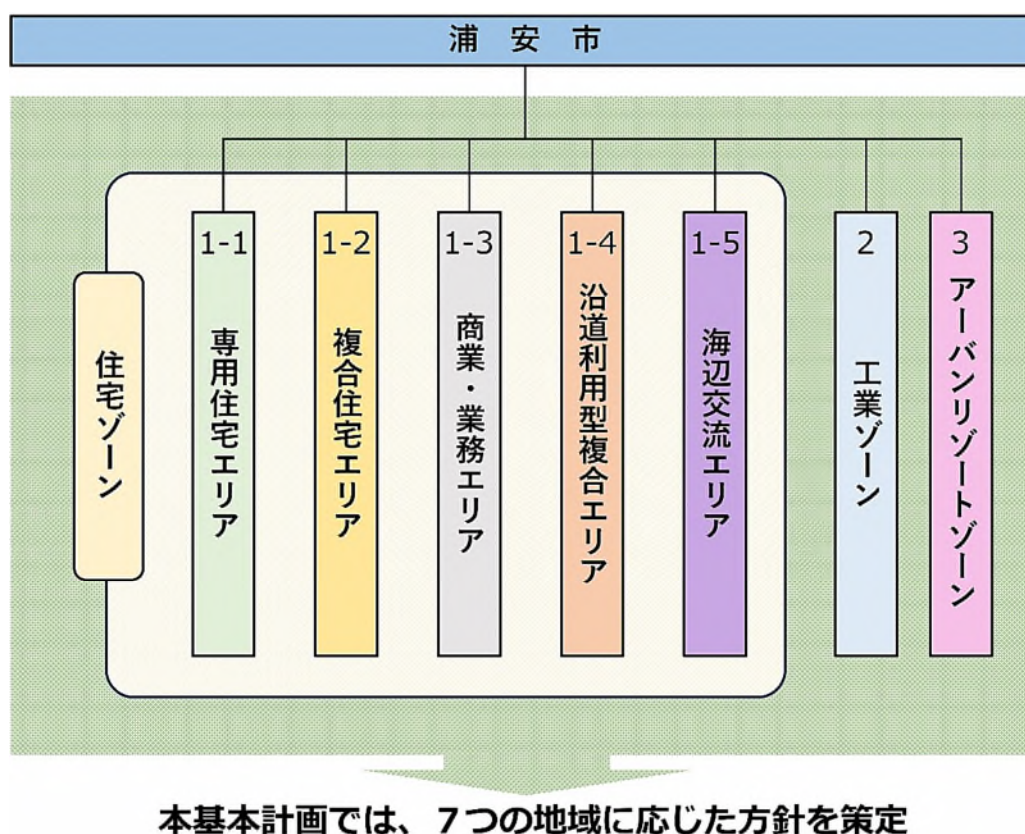 浦安市
住宅ゾーン
1-1
専用住宅エリア
1-2
複合住宅エリア
1-3
商業・業務エリア
1-4
沿道利用型複合エリア
1-5
海辺交流エリア
2
工業ゾーン
3
アーバンリゾートゾーン
本基本計画では、７つの地域に応じた方針を策定